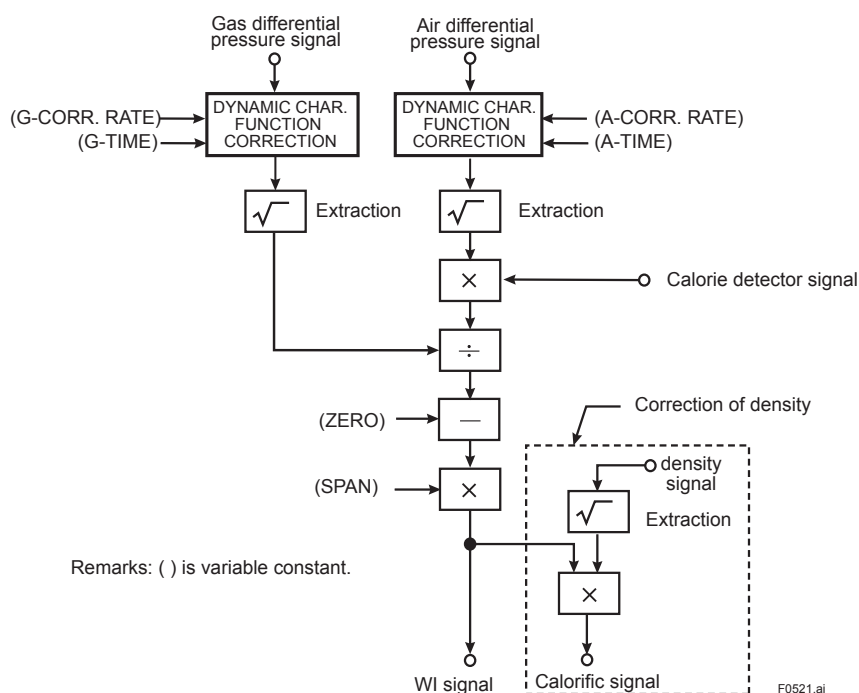 Gas differential
pressure signal
Air differential
pressure signal
(G-CORR. RATE)
(G-TIME)
DYNAMIC CHAR.
FUNCTION
CORRECTION
DYNAMIC CHAR.
FUNCTION
CORRECTION
(A-CORR. RATE)
(A-TIME)
√
Extraction
√
Extraction
×
Calorie detector signal
÷
(ZERO)
—
Correction of density
(SPAN)
×
density
signal
√
Extraction
Remarks: ( ) is variable constant.
×
WI signal
Calorific signal
F0521.ai